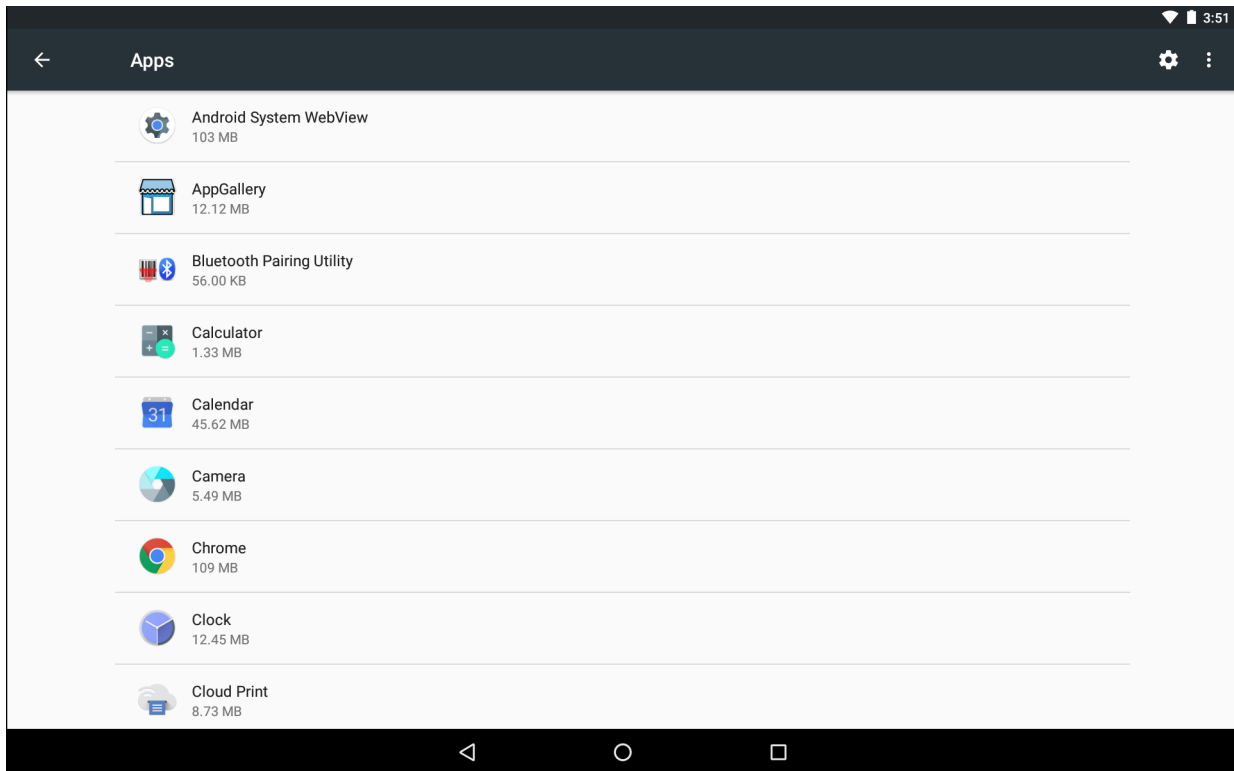 3:51
Apps
Android System WebView
103 MB
AppGallery
12.12 MB
Bluetooth Pairing Utility
56.00 KB
Calculator
1.33 MB
31
Calendar
45.62 MB
Camera
5.49 MB
Chrome
109 MB
Clock
12.45 MB
Cloud Print
8.73 MB